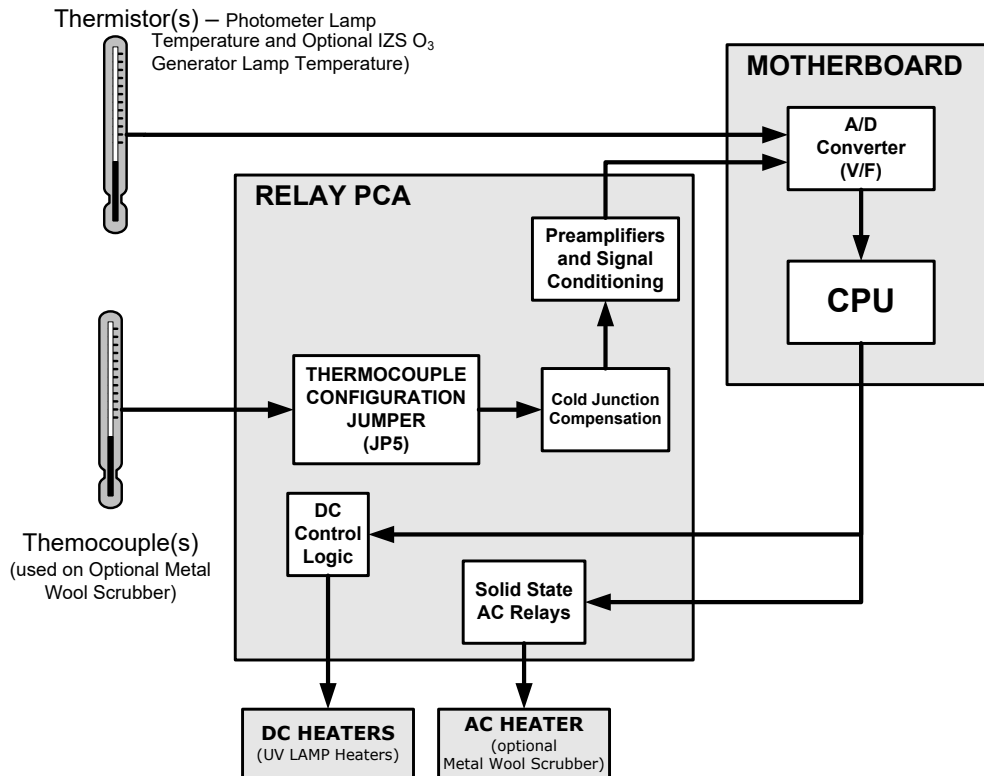 Thermistor(s) – Photometer Lamp
Temperature and Optional IZS O₃
Generator Lamp Temperature)
MOTHERBOARD
A/D
Converter
(V/F)
RELAY PCA
Preamplifiers
and Signal
Conditioning
CPU
THERMOCOUPLE
CONFIGURATION
JUMPER
(JP5)
Cold Junction
Compensation
DC
Control
Logic
Themocouple(s)
(used on Optional Metal
Wool Scrubber)
Solid State
AC Relays
DC HEATERS
(UV LAMP Heaters)
AC HEATER
(optional
Metal Wool Scrubber)